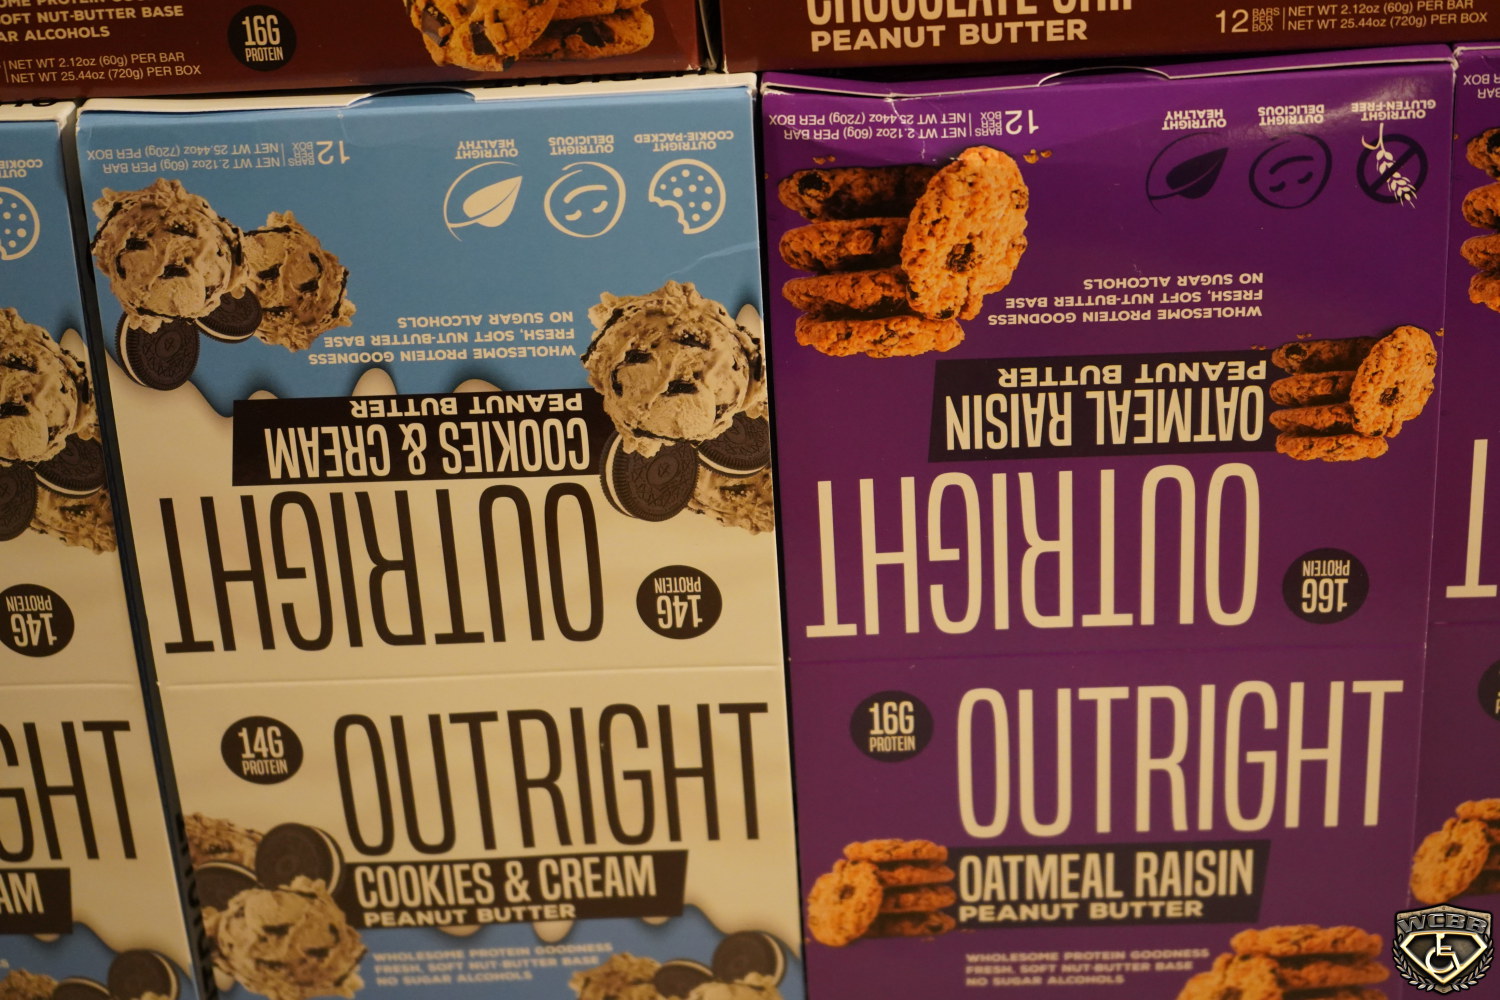 OFT NUT-BUTTER BASE
AR ALCOHOLS
NET WT 2.12oz (60g) PER BAR
NET WT 25.44oz (720g) PER BOX
16G
PROTEIN
PEANUT BUTTER
12 BARS PER BOX
NET WT 2.12oz (60g) PER BAR
NET WT 25.44oz (720g) PER BOX
14G
PROTEIN
GHT
AM
14G
PROTEIN
OUTRIGHT
COOKIES & CREAM
PEANUT BUTTER
WHOLESOME PROTEIN GOODNESS
FRESH, SOFT NUT-BUTTER BASE
NO SUGAR ALCOHOLS
OUTRIGHT
COOKIE-PACKED
OUTRIGHT
DELICIOUS
OUTRIGHT
HEALTHY
12 BARS PER BOX
NET WT 2.12oz (60g) PER BAR
NET WT 25.44oz (720g) PER BOX
14G
PROTEIN
OUTRIGHT
COOKIES & CREAM
PEANUT BUTTER
WHOLESOME PROTEIN GOODNESS
FRESH, SOFT NUT-BUTTER BASE
NO SUGAR ALCOHOLS
16G
PROTEIN
OUTRIGHT
OATMEAL RAISIN
PEANUT BUTTER
WHOLESOME PROTEIN GOODNESS
FRESH, SOFT NUT-BUTTER BASE
NO SUGAR ALCOHOLS
OUTRIGHT
GLUTEN-FREE
OUTRIGHT
DELICIOUS
OUTRIGHT
HEALTHY
12 BARS PER BOX
NET WT 2.12oz (60g) PER BAR
NET WT 25.44oz (720g) PER BOX
16G
PROTEIN
OUTRIGHT
OATMEAL RAISIN
PEANUT BUTTER
WHOLESOME PROTEIN GOODNESS
FRESH, SOFT NUT-BUTTER BASE
NO SUGAR ALCOHOLS
WCBB